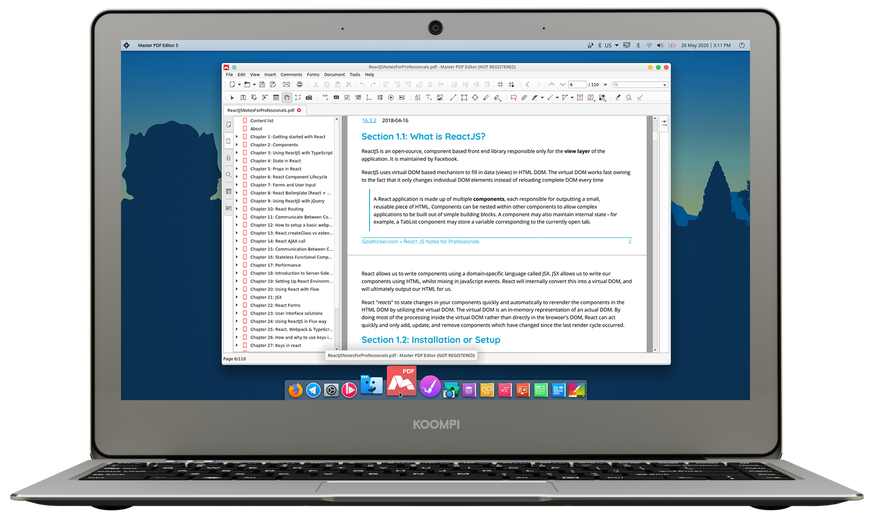 Master PDF Editor 5
US
26 May 2020 | 3:11 PM
ReactJSNotesForProfessionals.pdf - Master PDF Editor (NOT REGISTERED)
File Edit View Insert Comments Forms Document Tools Help
6 / 110
ReactJSNotesForProfessionals.pdf
Content list
About
Chapter 1: Getting started with React
Chapter 2: Components
Chapter 3: Using ReactJS with TypeScript
Chapter 4: State in React
Chapter 5: Props in React
Chapter 6: React Component Lifecycle
Chapter 7: Forms and User Input
Chapter 8: React Boilerplate [React + ...
Chapter 9: Using ReactJS with jQuery
Chapter 10: React Routing
Chapter 11: Communicate Between Co...
Chapter 12: How to setup a basic webp...
Chapter 13: React.createClass vs exten...
Chapter 14: React AJAX call
Chapter 15: Communication Between C...
Chapter 16: Stateless Functional Comp...
Chapter 17: Performance
Chapter 18: Introduction to Server-Side...
Chapter 19: Setting Up React Environm...
Chapter 20: Using React with Flow
Chapter 21: JSX
Chapter 22: React Forms
Chapter 23: User interface solutions
Chapter 24: Using ReactJS in Flux way
Chapter 25: React, Webpack & TypeScri...
Chapter 26: How and why to use keys i...
Chapter 27: Keys in react
16.3.2 2018-04-16
Section 1.1: What is ReactJS?
ReactJS is an open-source, component based front end library responsible only for the view layer of the
application. It is maintained by Facebook.
ReactJS uses virtual DOM based mechanism to fill in data (views) in HTML DOM. The virtual DOM works fast owning
to the fact that it only changes individual DOM elements instead of reloading complete DOM every time
A React application is made up of multiple components, each responsible for outputting a small,
reusable piece of HTML. Components can be nested within other components to allow complex
applications to be built out of simple building blocks. A component may also maintain internal state - for
example, a TabList component may store a variable corresponding to the currently open tab.
GoalKicker.com – React JS Notes for Professionals 2
React allows us to write components using a domain-specific language called JSX. JSX allows us to write our
components using HTML, whilst mixing in JavaScript events. React will internally convert this into a virtual DOM, and
will ultimately output our HTML for us.
React "reacts" to state changes in your components quickly and automatically to rerender the components in the
HTML DOM by utilizing the virtual DOM. The virtual DOM is an in-memory representation of an actual DOM. By
doing most of the processing inside the virtual DOM rather than directly in the browser's DOM, React can act
quickly and only add, update, and remove components which have changed since the last render cycle occurred.
Section 1.2: Installation or Setup
Page 6/110
ReactJSNotesForProfessionals.pdf - Master PDF Editor (NOT REGISTERED)
PDF
KOOMPI